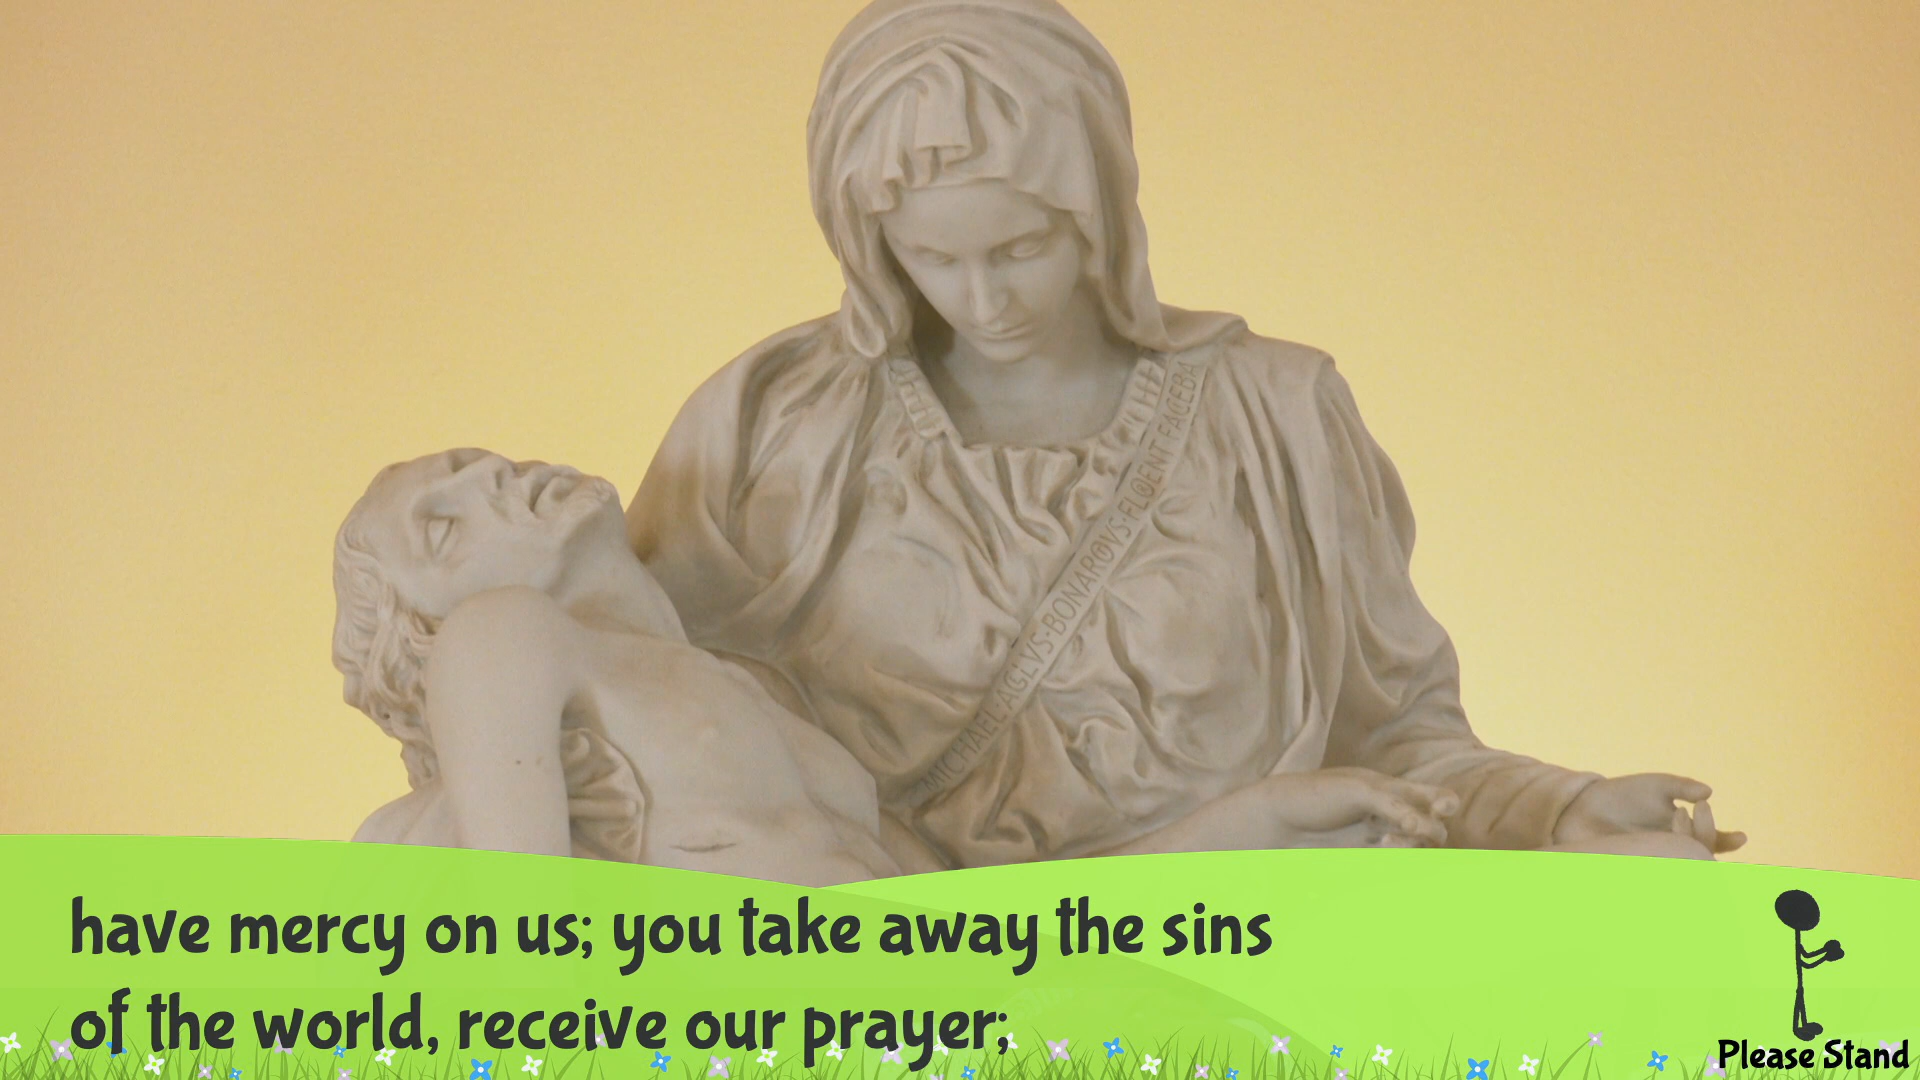 MICHAEL·AGLVS·BONAROVS·FLOENT FACEBA
have mercy on us; you take away the sins
of the world, receive our prayer;
Please Stand